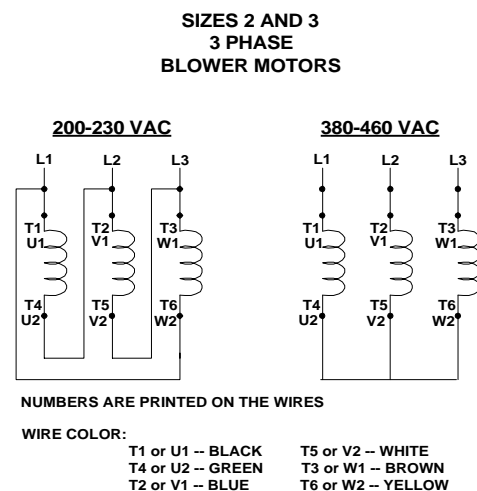 SIZES 2 AND 3
3 PHASE
BLOWER MOTORS
200-230 VAC
L1 L2 L3
T1 T2 T3
U1 V1 W1
T4 T5 T6
U2 V2 W2
380-460 VAC
L1 L2 L3
T1 T2 T3
U1 V1 W1
T4 T5 T6
U2 V2 W2
NUMBERS ARE PRINTED ON THE WIRES
WIRE COLOR:
T1 or U1 -- BLACK
T4 or U2 -- GREEN
T2 or V1 -- BLUE
T5 or V2 -- WHITE
T3 or W1 -- BROWN
T6 or W2 -- YELLOW